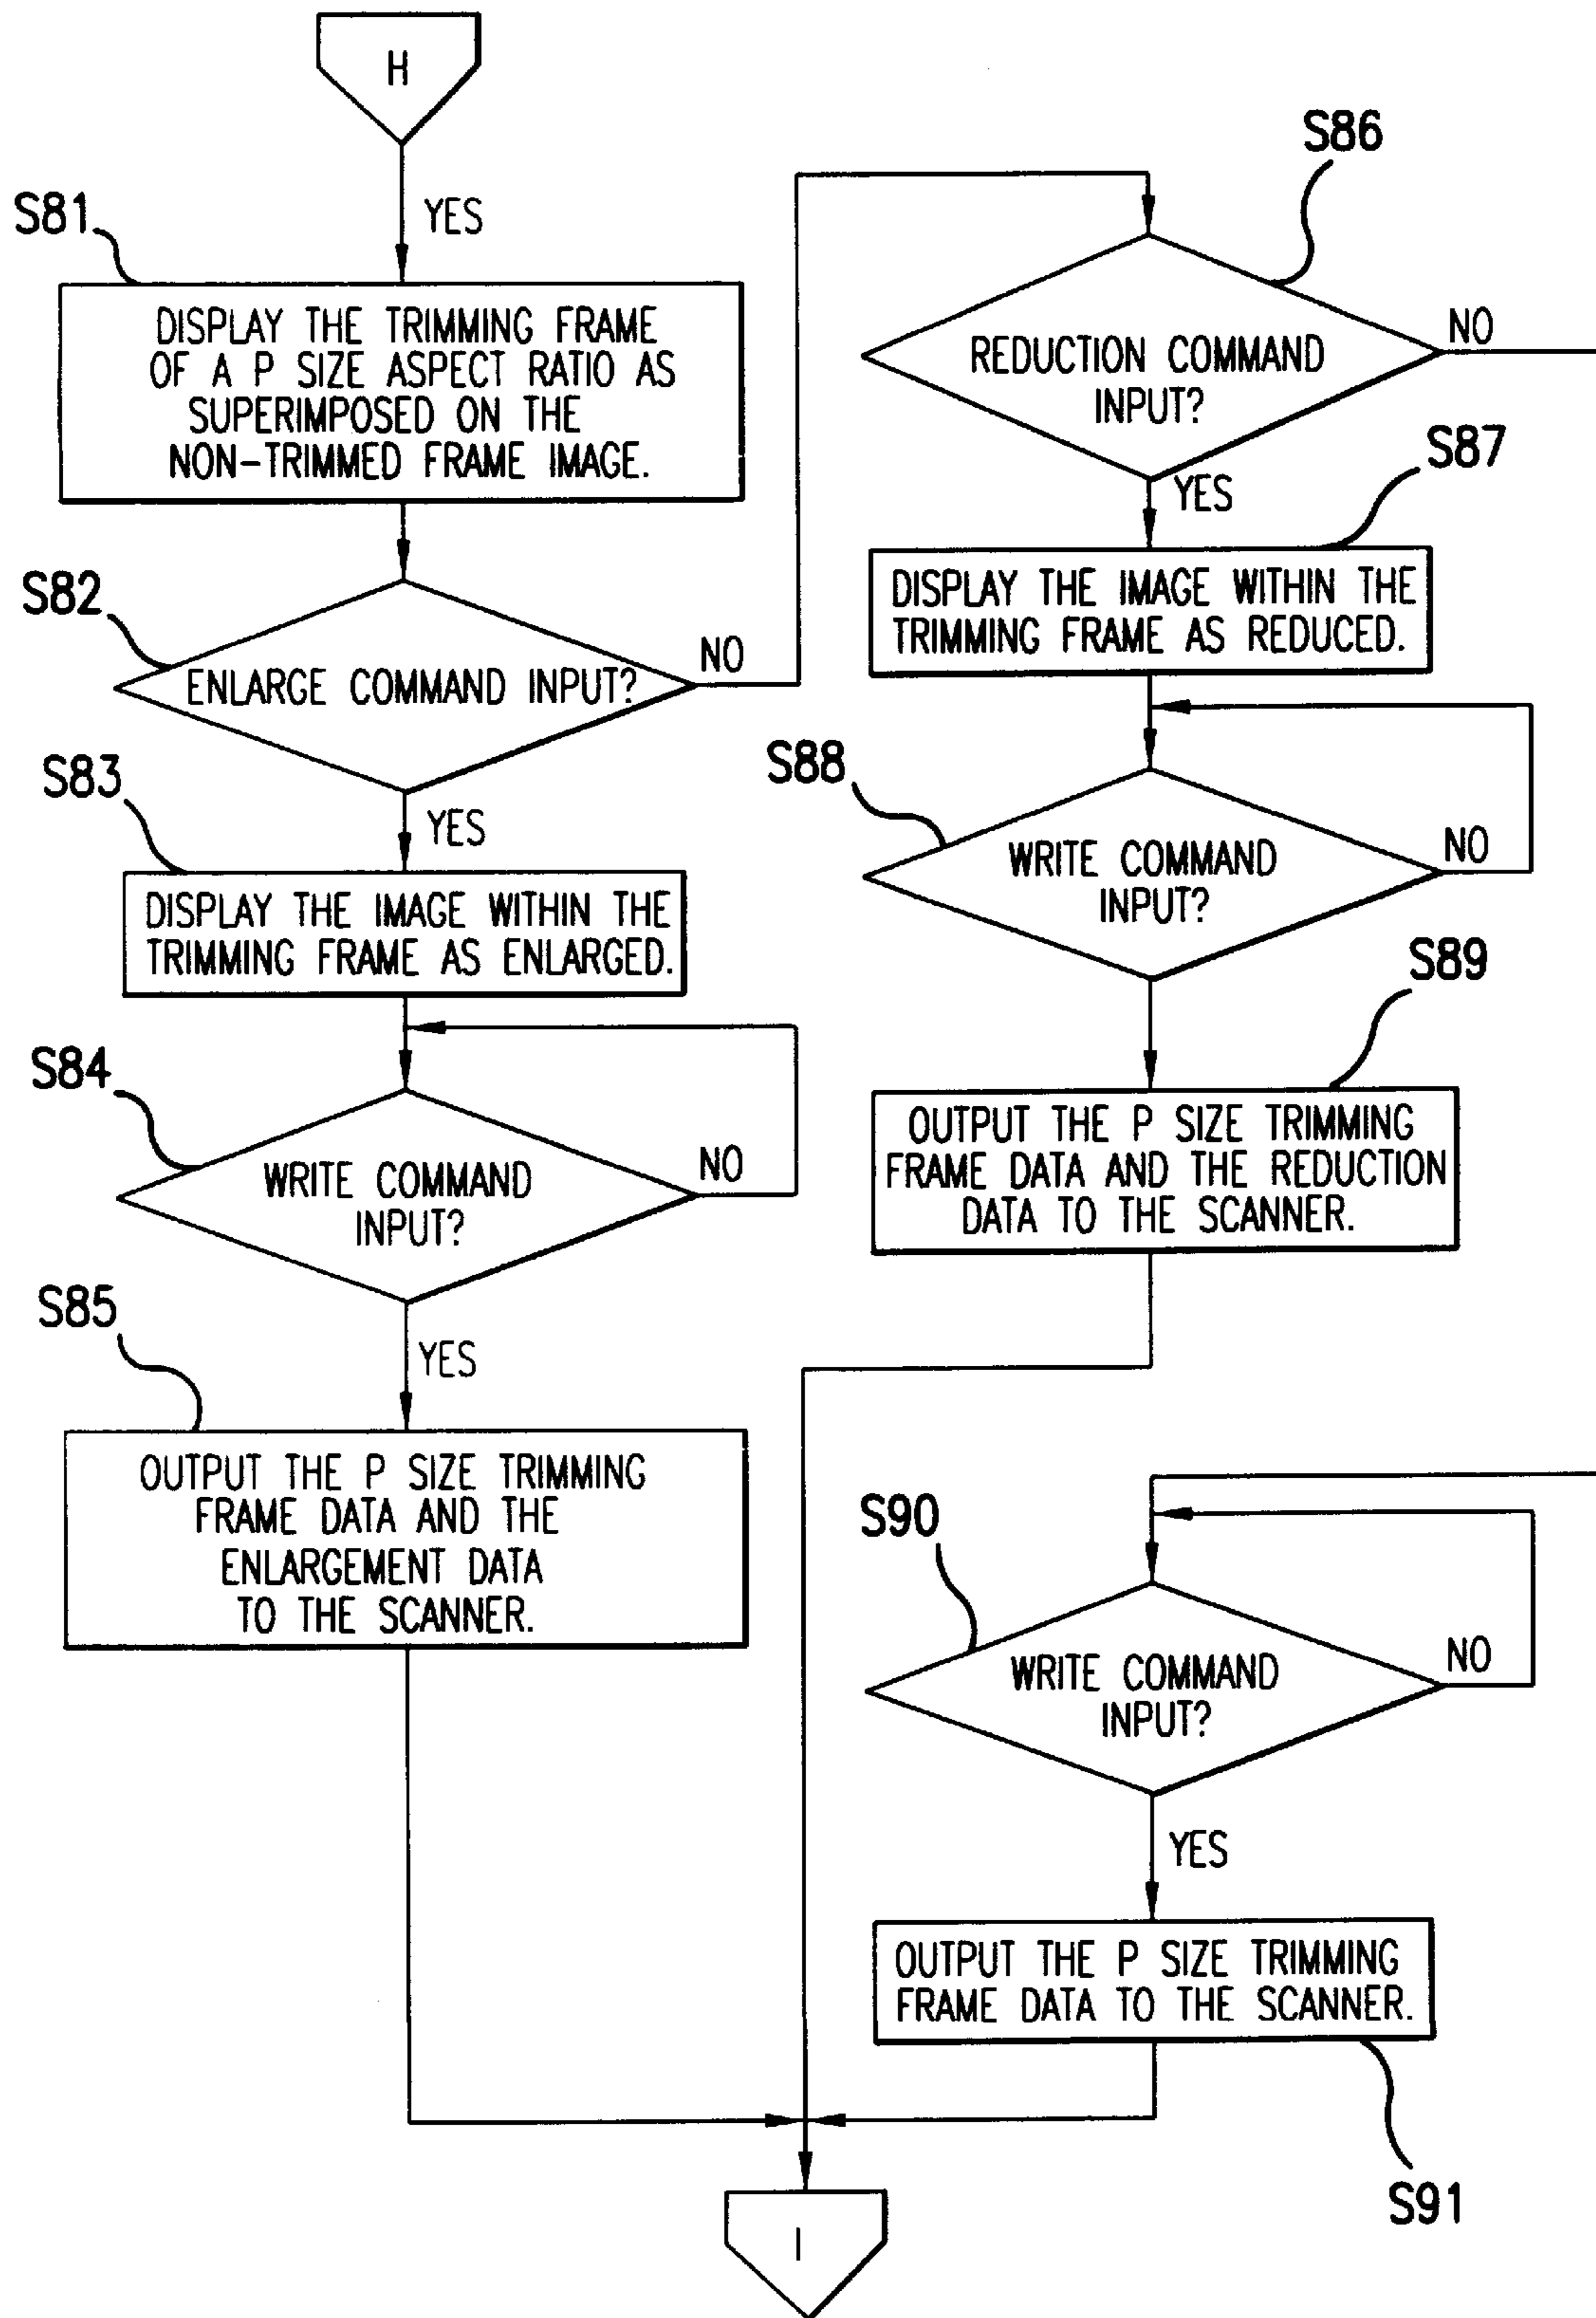 H
YES
S81
DISPLAY THE TRIMMING FRAME
OF A P SIZE ASPECT RATIO AS
SUPERIMPOSED ON THE
NON-TRIMMED FRAME IMAGE.
S82
ENLARGE COMMAND INPUT?
NO
YES
S83
DISPLAY THE IMAGE WITHIN THE
TRIMMING FRAME AS ENLARGED.
S84
WRITE COMMAND
INPUT?
NO
YES
S85
OUTPUT THE P SIZE TRIMMING
FRAME DATA AND THE
ENLARGEMENT DATA
TO THE SCANNER.
S86
REDUCTION COMMAND
INPUT?
NO
YES
S87
DISPLAY THE IMAGE WITHIN THE
TRIMMING FRAME AS REDUCED.
S88
WRITE COMMAND
INPUT?
NO
S89
OUTPUT THE P SIZE TRIMMING
FRAME DATA AND THE REDUCTION
DATA TO THE SCANNER.
S90
WRITE COMMAND
INPUT?
NO
YES
OUTPUT THE P SIZE TRIMMING
FRAME DATA TO THE SCANNER.
S91
I